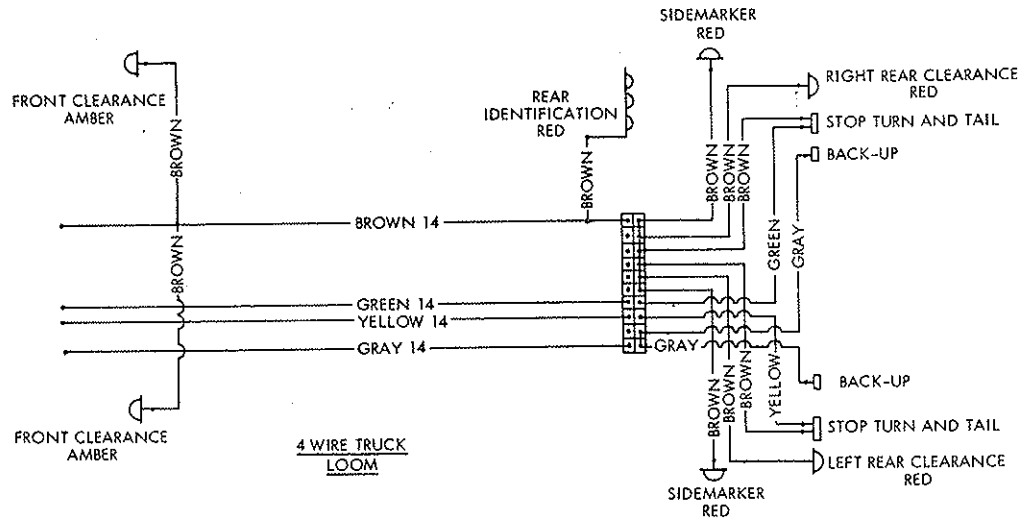 SIDEMARKER
RED
RIGHT REAR CLEARANCE
RED
FRONT CLEARANCE
AMBER
REAR
IDENTIFICATION
RED
STOP TURN AND TAIL
BACK-UP
BROWN
BROWN
BROWN
BROWN
BROWN
BROWN 14
GREEN
GRAY
BROWN
GREEN 14
YELLOW 14
GRAY 14
GRAY
BROWN
BROWN
BROWN
YELLOW
BACK-UP
FRONT CLEARANCE
AMBER
4 WIRE TRUCK
LOOM
STOP TURN AND TAIL
LEFT REAR CLEARANCE
RED
SIDEMARKER
RED